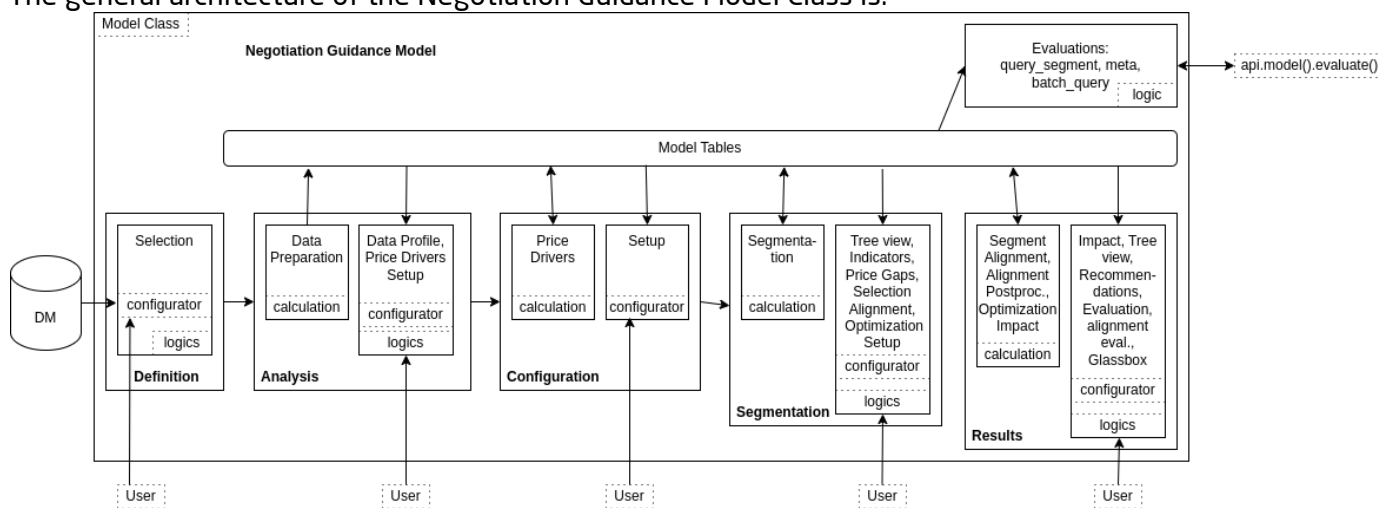 The general architecture of the Negotiation Guidance Model Class is:
Model Class
Negotiation Guidance Model
Evaluations:
query_segment, meta,
batch_query
logic
api.model().evaluate()
Model Tables
DM
Selection
configurator
logics
Definition
Data
Preparation
calculation
Data Profile,
Price Drivers
Setup
configurator
logics
Analysis
Price
Drivers
calculation
Setup
configurator
Configuration
Segmenta-
tion
calculation
Tree view,
Indicators,
Price Gaps,
Selection
Alignment,
Optimization
Setup
configurator
logics
Segmentation
Segment
Alignment,
Alignment
Postproc.,
Optimization
Impact
calculation
Impact, Tree
view,
Recommen-
dations,
Evaluation,
alignment
eval.,
Glassbox
configurator
logics
Results
User
User
User
User
User